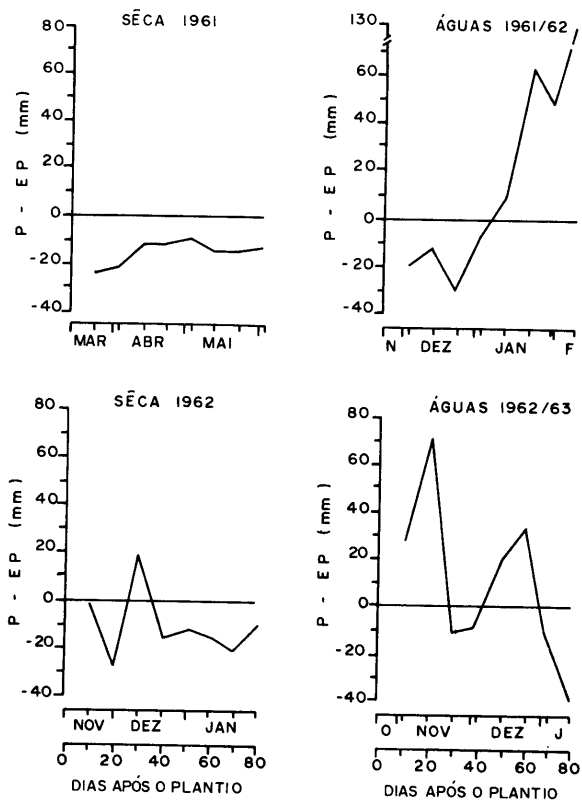 SÊCA 1961
80
60
40
20
0
-20
-40
P - EP (mm)
MAR ABR MAI
ÁGUAS 1961/62
130
60
40
20
0
-20
-40
P - EP (mm)
N DEZ JAN F
SÊCA 1962
80
60
40
20
0
-20
-40
P - EP (mm)
NOV DEZ JAN
0 20 40 60 80
DIAS APÓS O PLANTIO
ÁGUAS 1962/63
80
60
40
20
0
-20
-40
P - EP (mm)
O NOV DEZ J
0 20 40 60 80
DIAS APÓS O PLANTIO